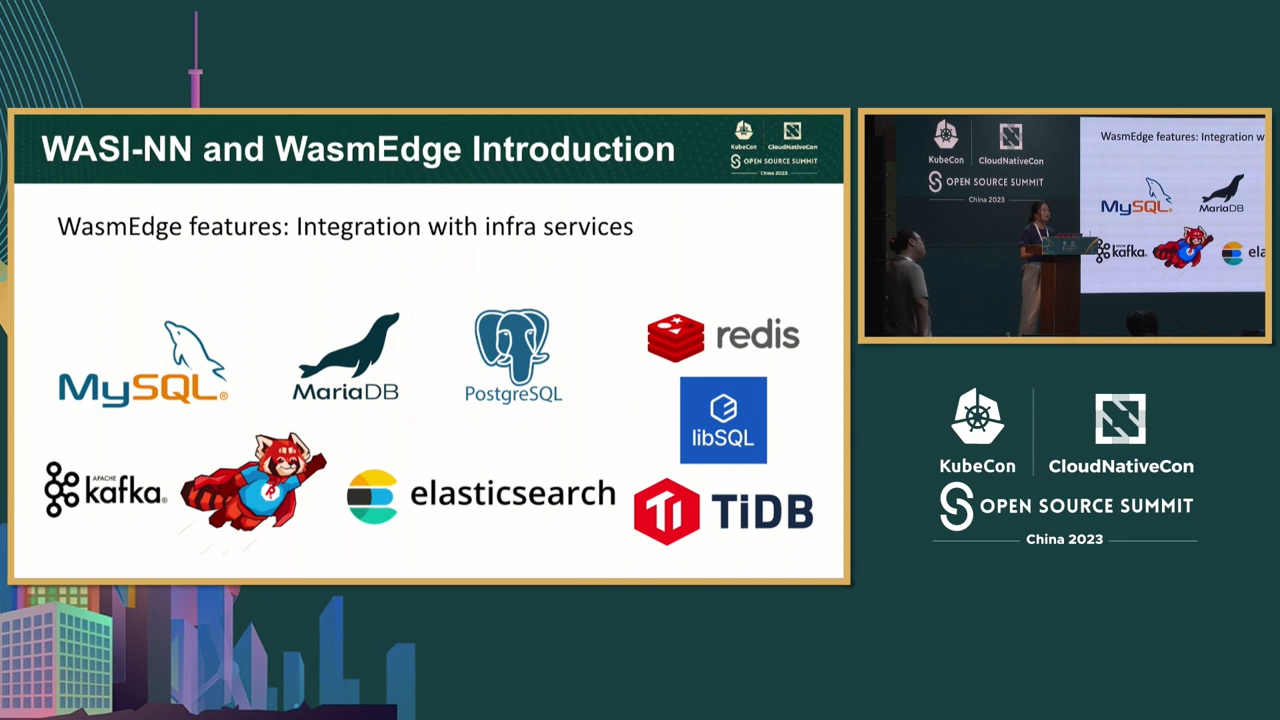 WASI-NN and WasmEdge Introduction
KubeCon CloudNativeCon
OPEN SOURCE SUMMIT
China 2023
WasmEdge features: Integration with infra services
MySQL®
MariaDB
PostgreSQL
redis
libSQL
APACHE
kafka®
R
elasticsearch
TiDB
KubeCon CloudNativeCon
OPEN SOURCE SUMMIT
China 2023
WasmEdge features: Integration w
MySQL®
MariaDB
kafka®
ela
KubeCon CloudNativeCon
OPEN SOURCE SUMMIT
China 2023